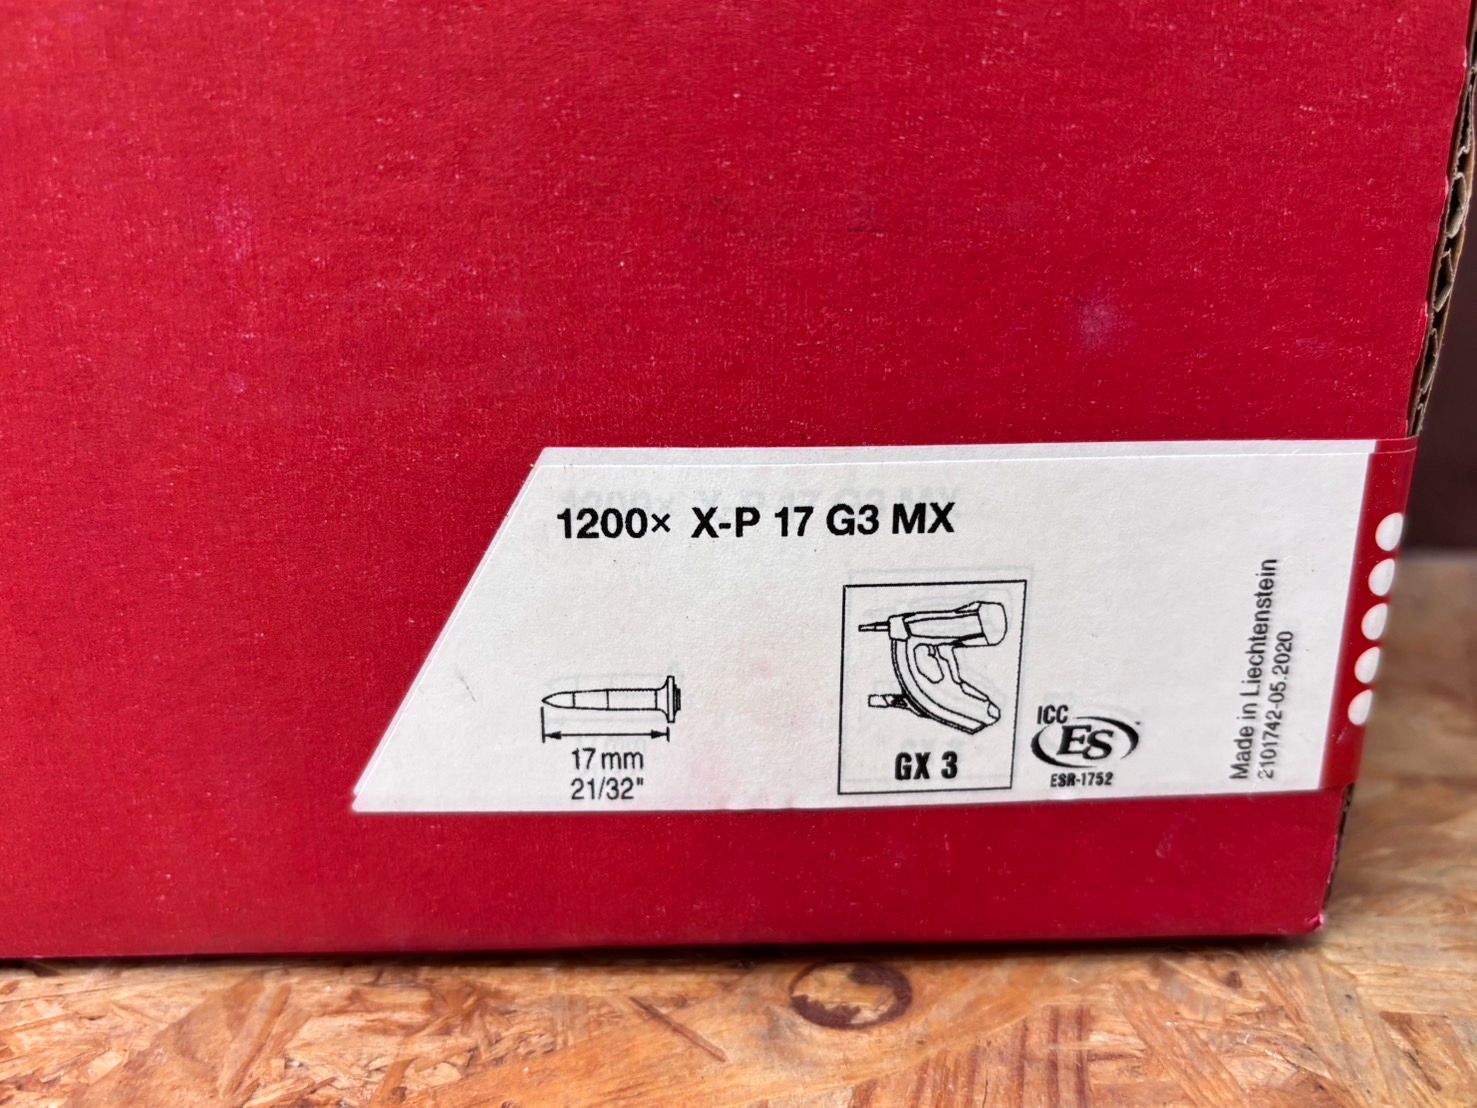 1200× X-P 17 G3 MX
17 mm
21/32"
GX 3
ICC
ES
ESR-1752
Made in Liechtenstein
2101742-05.2020